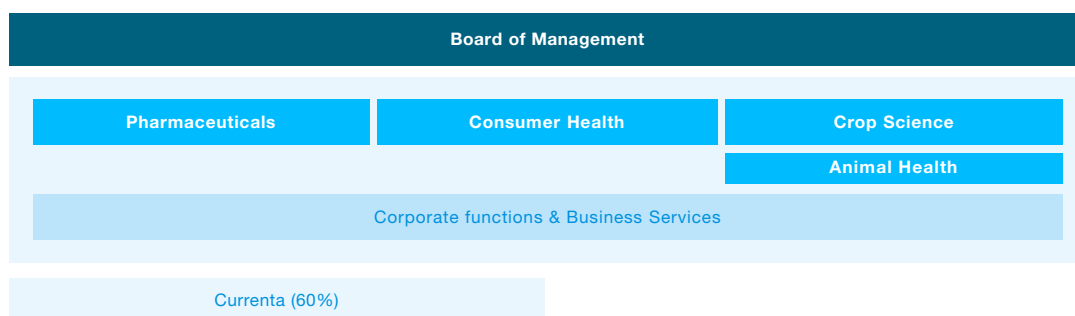 Board of Management
Pharmaceuticals
Consumer Health
Crop Science
Animal Health
Corporate functions & Business Services
Currenta (60%)